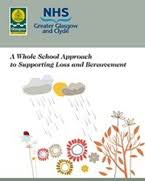 NHS
Greater Glasgow
and Clyde
A Whole School Approach
to Supporting Loss and Bereavement